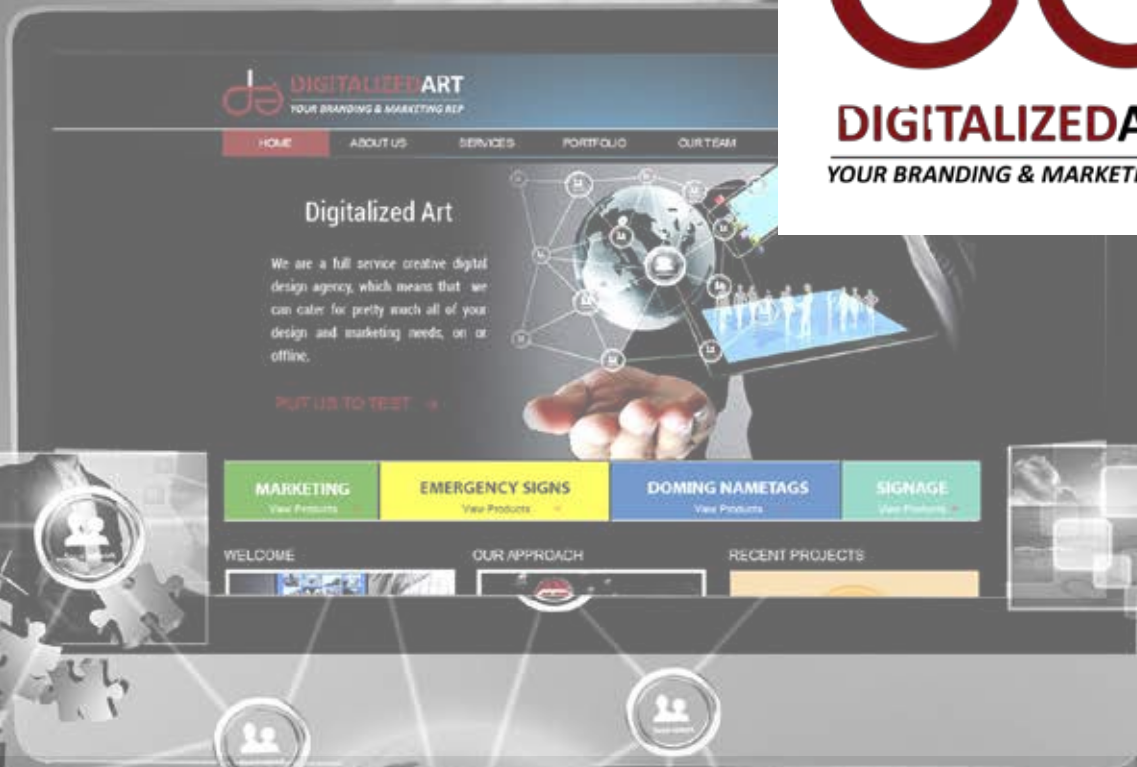 DIGITALIZEDART
YOUR BRANDING & MARKETING REP
DIGITALIZEDA
YOUR BRANDING & MARKETI
HOME ABOUT US SERVICES PORTFOLIO OUR TEAM
Digitalized Art
We are a full service creative digital
design agency, which means that we
can cater for pretty much all of your
design and marketing needs, on or
offline.
PUT US TO TEST
MARKETING EMERGENCY SIGNS DOMING NAMETAGS SIGNAGE
View Products View Products View Products View Products
WELCOME OUR APPROACH RECENT PROJECTS